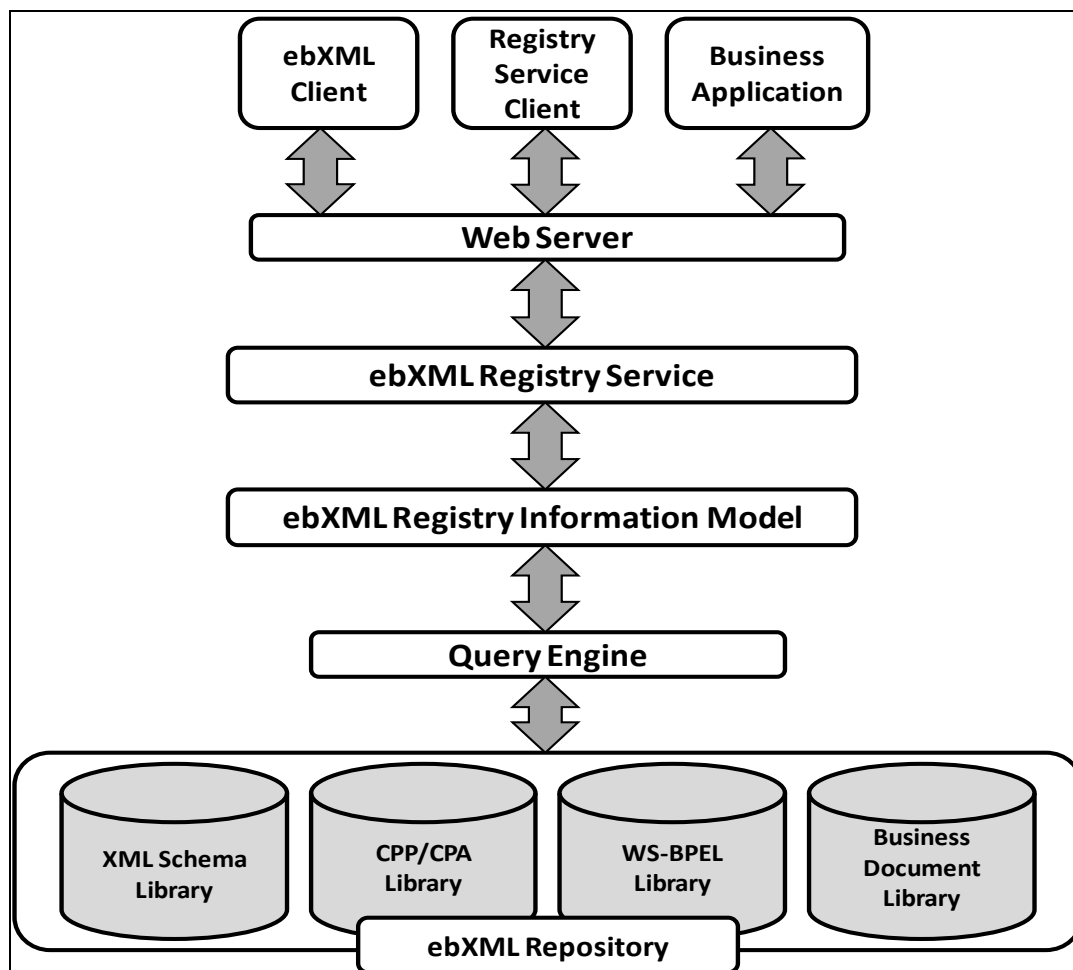 ebXML
Client
Registry
Service
Client
Business
Application
Web Server
ebXML Registry Service
ebXML Registry Information Model
Query Engine
XML Schema
Library
CPP/CPA
Library
WS-BPEL
Library
Business
Document
Library
ebXML Repository